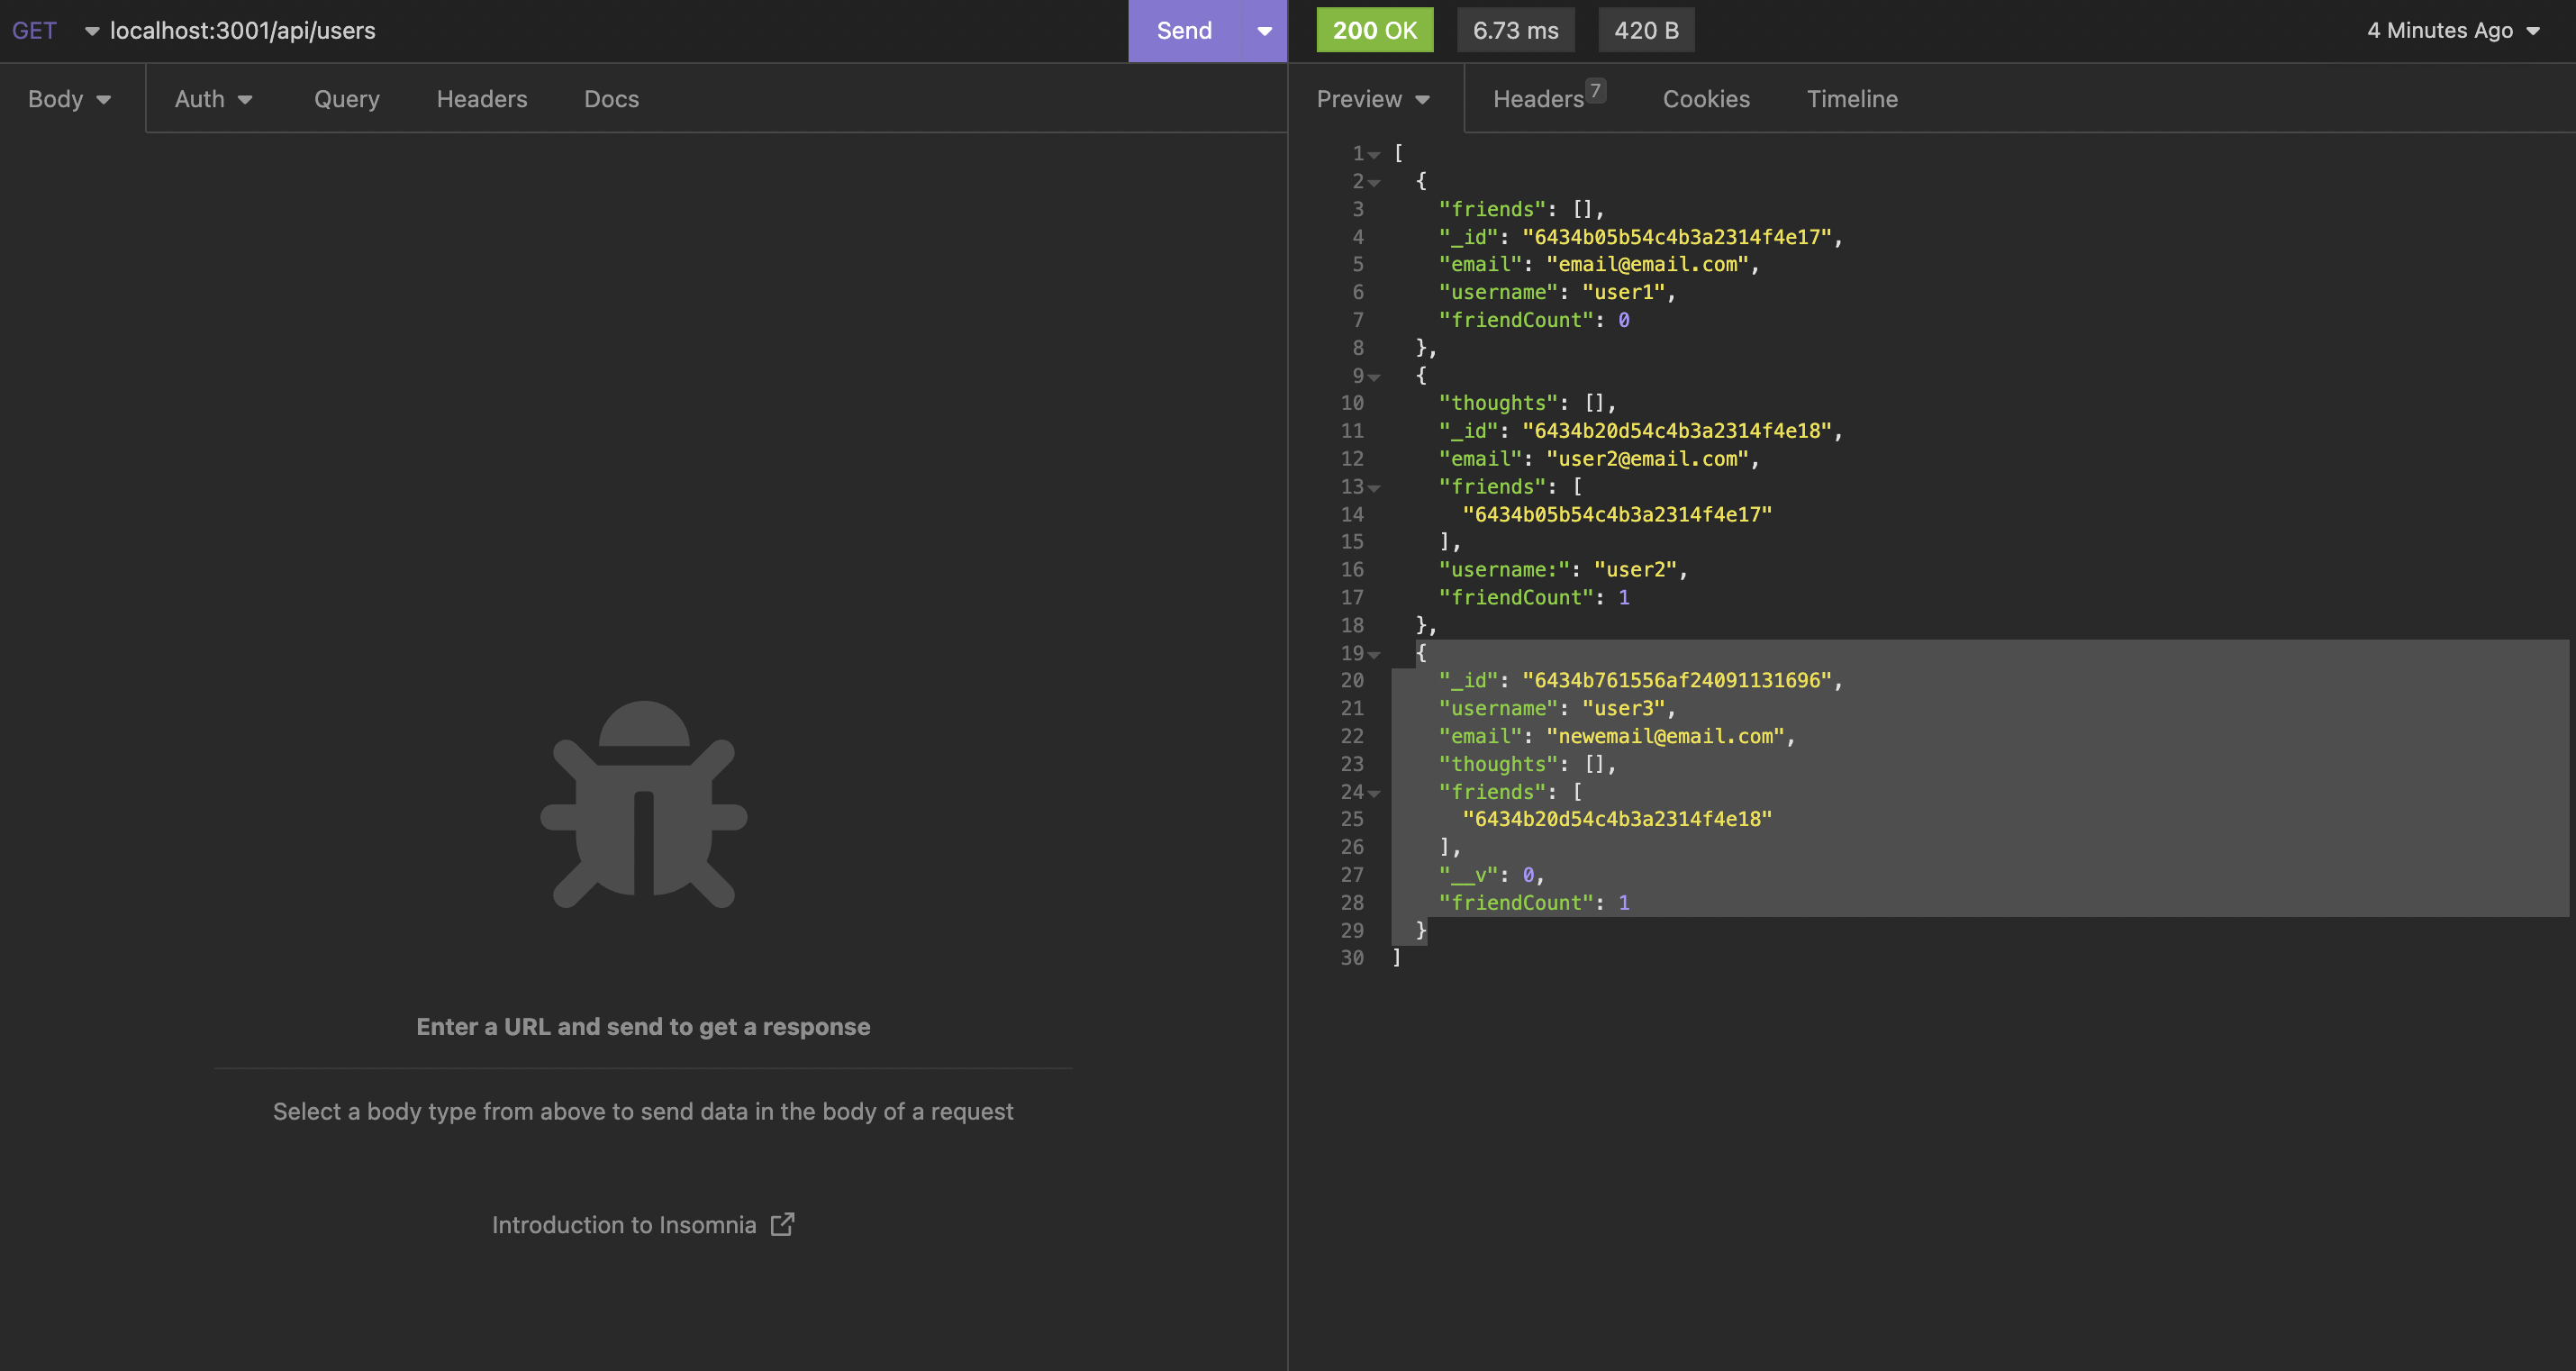 GET localhost:3001/api/users Send 200 OK 6.73 ms 420 B 4 Minutes Ago
Body Auth Query Headers Docs Preview Headers 7 Cookies Timeline
1 [
2 {
3 "friends": [],
4 "_id": "6434b05b54c4b3a2314f4e17",
5 "email": "email@email.com",
6 "username": "user1",
7 "friendCount": 0
8 },
9 {
10 "thoughts": [],
11 "_id": "6434b20d54c4b3a2314f4e18",
12 "email": "user2@email.com",
13 "friends": [
14 "6434b05b54c4b3a2314f4e17"
15 ],
16 "username:": "user2",
17 "friendCount": 1
18 },
19 {
20 "_id": "6434b761556af24091131696",
21 "username": "user3",
22 "email": "newemail@email.com",
23 "thoughts": [],
24 "friends": [
25 "6434b20d54c4b3a2314f4e18"
26 ],
27 "__v": 0,
28 "friendCount": 1
29 }
30 ]
Enter a URL and send to get a response
Select a body type from above to send data in the body of a request
Introduction to Insomnia